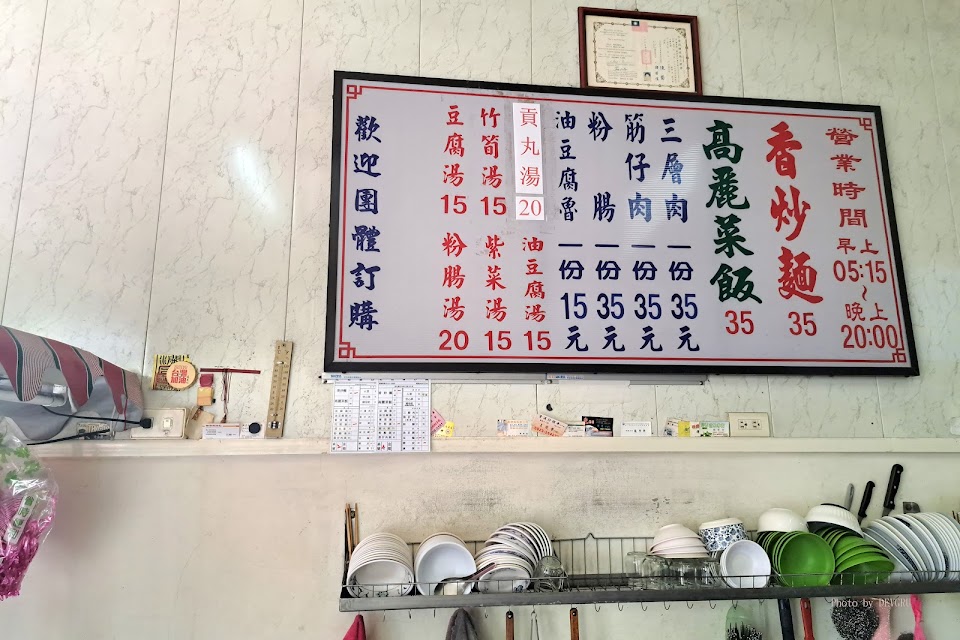 營業時間
早上
05:15
~
晚上
20:00
香炒麵
35
高麗菜飯
35
三層肉
一份
35
元
筋仔肉
一份
35
元
粉腸
一份
35
元
油豆腐魯
一份
15
元
貢丸湯
20
油豆腐湯
15
竹筍湯
15
紫菜湯
15
豆腐湯
15
粉腸湯
20
歡迎團體訂購
Photo by DEVGRU